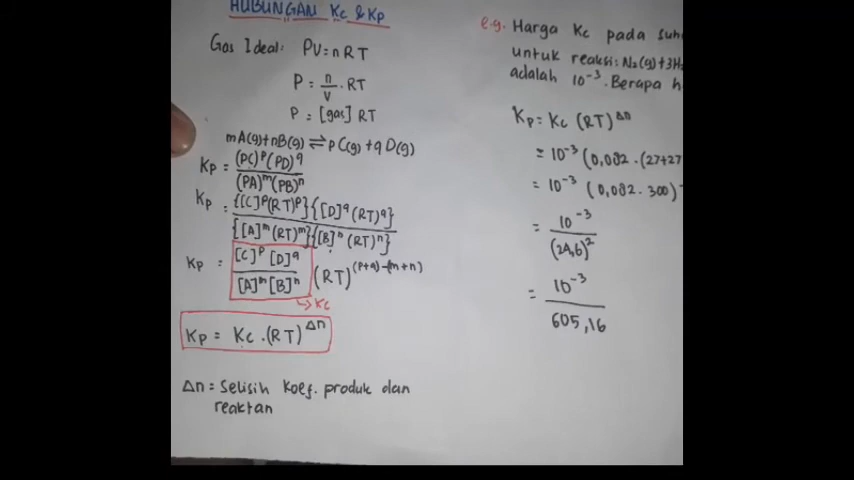 HUBUNGAN Kc & Kp
Gas Ideal: PV = n RT
P = n/V . RT
P = [gas] RT
mA(g)+nB(g) ⇌ pC(g) + qD(g)
Kp = (PC)^p (PD)^q / (PA)^m (PB)^n
Kp = {[C]^p (RT)^p} {[D]^q (RT)^q} / {[A]^m (RT)^m} {[B]^n (RT)^n}
Kp = [C]^p [D]^q / [A]^m [B]^n (RT)^(p+q)-(m+n)
→ Kc
Kp = Kc . (RT)^Δn
Δn = Selisih koef. produk dan
reaktan
e.g. Harga Kc pada
untuk reaksi: N₂(g)+3H₂
adalah 10^-3. Berapa
Kp = Kc (RT)^Δn
= 10^-3 (0,082 . (27+27
= 10^-3 (0,082 . 300)
= 10^-3 / (24,6)^2
= 10^-3 / 605,16